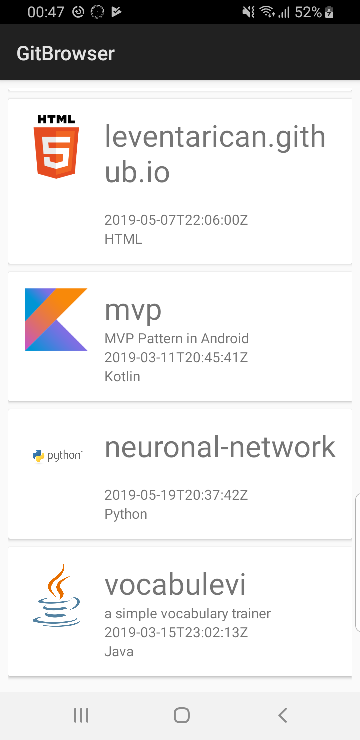 00:47 52%
GitBrowser
HTML
5
leventarican.gith
ub.io
2019-05-07T22:06:00Z
HTML
mvp
MVP Pattern in Android
2019-03-11T20:45:41Z
Kotlin
python
neuronal-network
2019-05-19T20:37:42Z
Python
vocabulevi
a simple vocabulary trainer
2019-03-15T23:02:13Z
Java